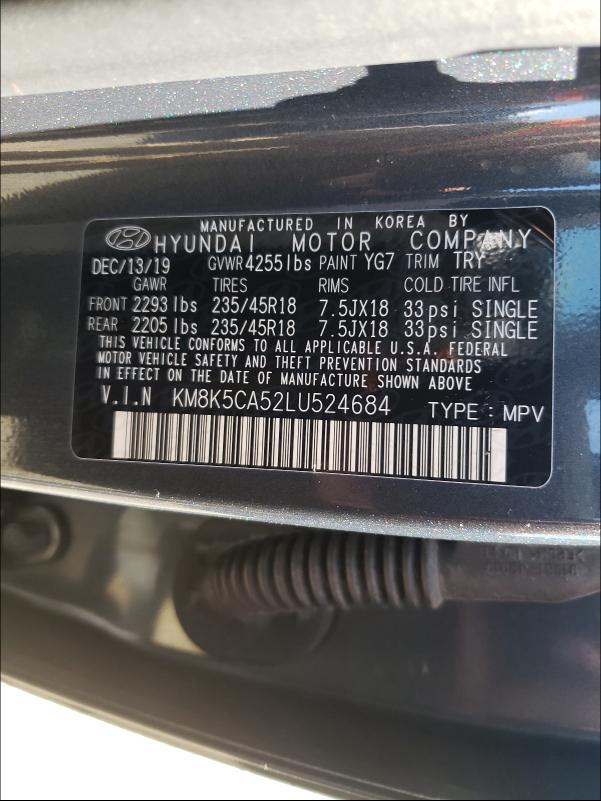 MANUFACTURED IN KOREA BY
HYUNDAI MOTOR COMPANY
DEC/13/19 GVWR 4255lbs PAINT YG7 TRIM TRY
GAWR TIRES RIMS COLD TIRE INFL
FRONT 2293 lbs 235/45R18 7.5JX18 33psi SINGLE
REAR 2205 lbs 235/45R18 7.5JX18 33psi SINGLE
THIS VEHICLE CONFORMS TO ALL APPLICABLE U.S.A. FEDERAL
MOTOR VEHICLE SAFETY AND THEFT PREVENTION STANDARDS
IN EFFECT ON THE DATE OF MANUFACTURE SHOWN ABOVE
V.I.N KM8K5CA52LU524684 TYPE : MPV